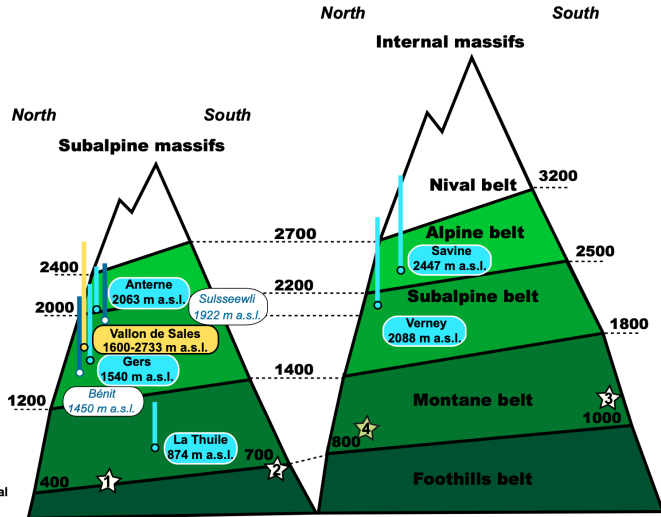 North
South
Internal massifs
North
South
Subalpine massifs
3200
Nival belt
2700
Alpine belt
2500
Savine
2447 m a.s.l.
2400
Anterne
2063 m a.s.l.
Sulsseewli
1922 m a.s.l.
2200
Subalpine belt
2000
Verney
2088 m a.s.l.
1800
Vallon de Sales
1600-2733 m a.s.l.
Gers
1540 m a.s.l.
1400
Bénit
1450 m a.s.l.
1200
Montane belt
3
1000
4
800
La Thuile
874 m a.s.l.
700
2
400
1
Foothills belt
al